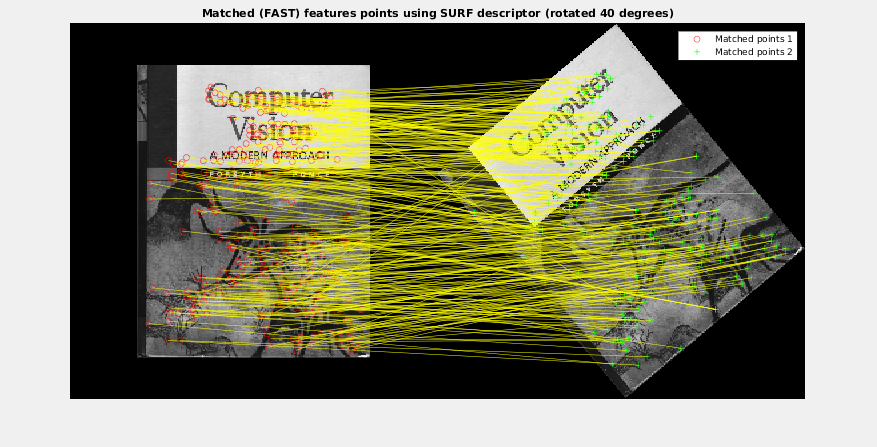 Matched (FAST) features points using SURF descriptor (rotated 40 degrees)
Matched points 1
Matched points 2
Computer
Vision
A MODERN APPROACH
Computer
Vision
A MODERN APPROACH